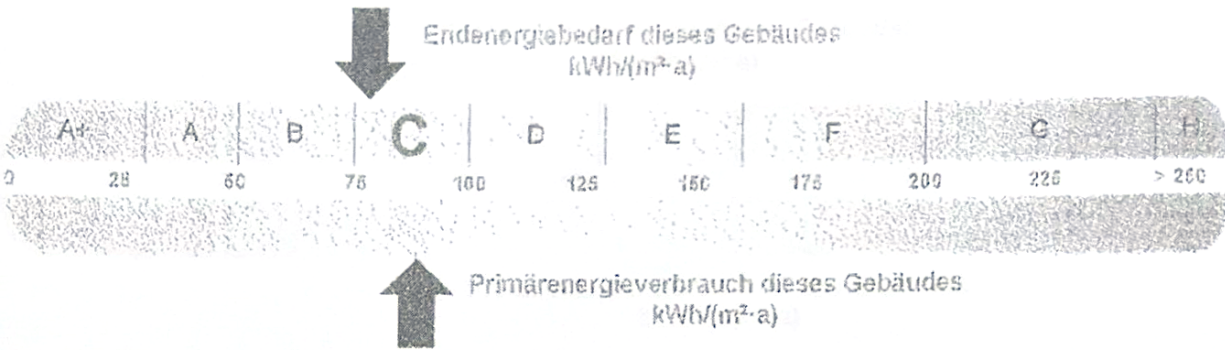 Endenergiebedarf dieses Gebäudes
kWh/(m²·a)
A+ A B C D E F G H
0 25 50 75 100 125 150 175 200 225 > 250
Primärenergieverbrauch dieses Gebäudes
kWh/(m²·a)